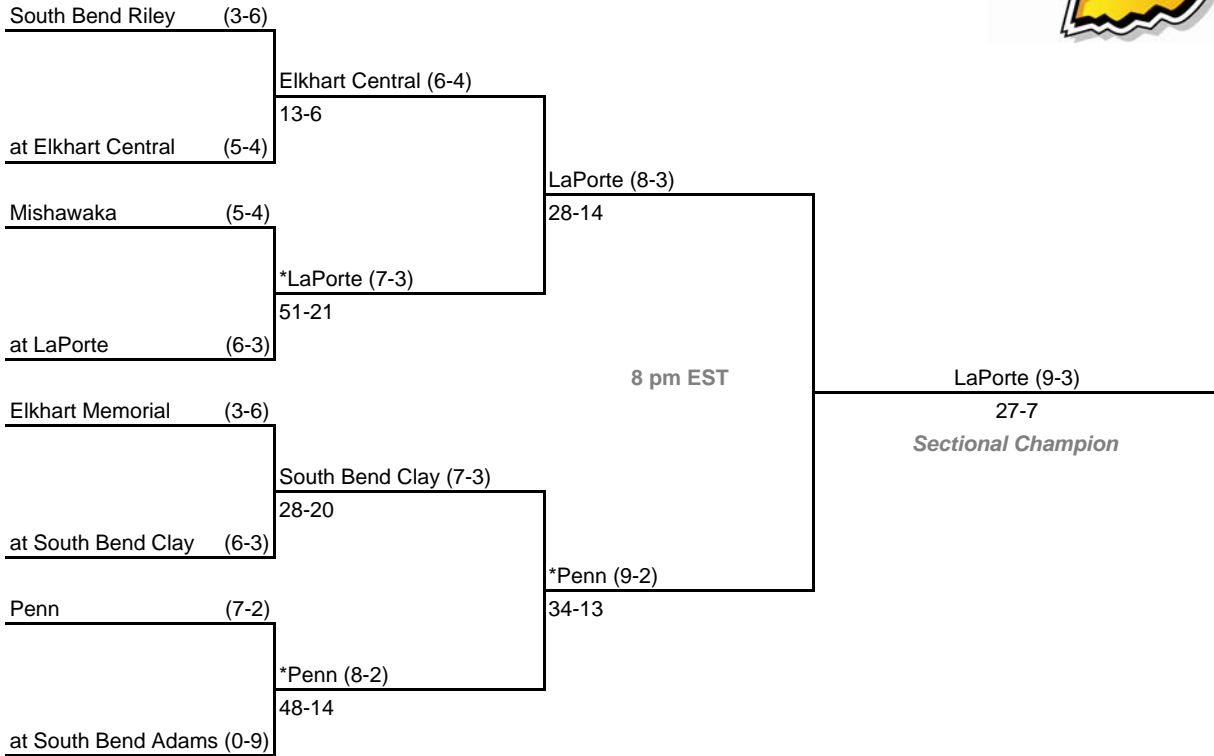 South Bend Riley (3-6)
Elkhart Central (6-4)
13-6
at Elkhart Central (5-4)
LaPorte (8-3)
28-14
Mishawaka (5-4)
*LaPorte (7-3)
51-21
at LaPorte (6-3)
8 pm EST
LaPorte (9-3)
27-7
Sectional Champion
Elkhart Memorial (3-6)
South Bend Clay (7-3)
28-20
at South Bend Clay (6-3)
*Penn (9-2)
34-13
Penn (7-2)
*Penn (8-2)
48-14
at South Bend Adams (0-9)